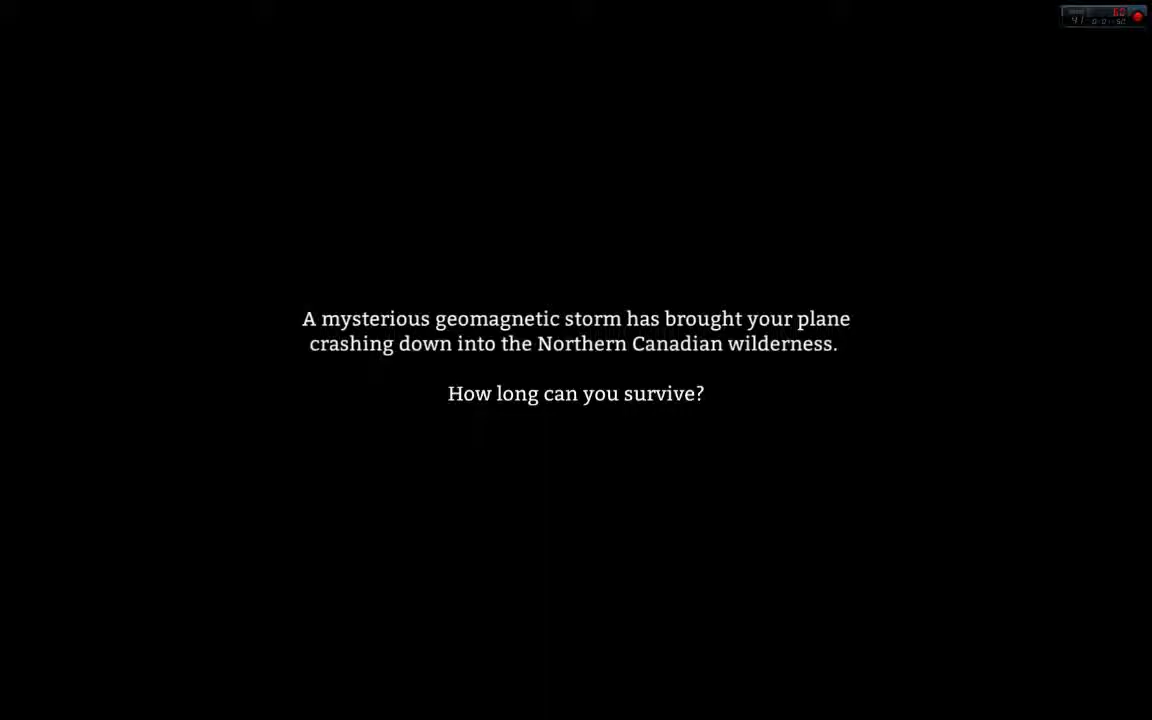 60
A mysterious geomagnetic storm has brought your plane
crashing down into the Northern Canadian wilderness.
How long can you survive?